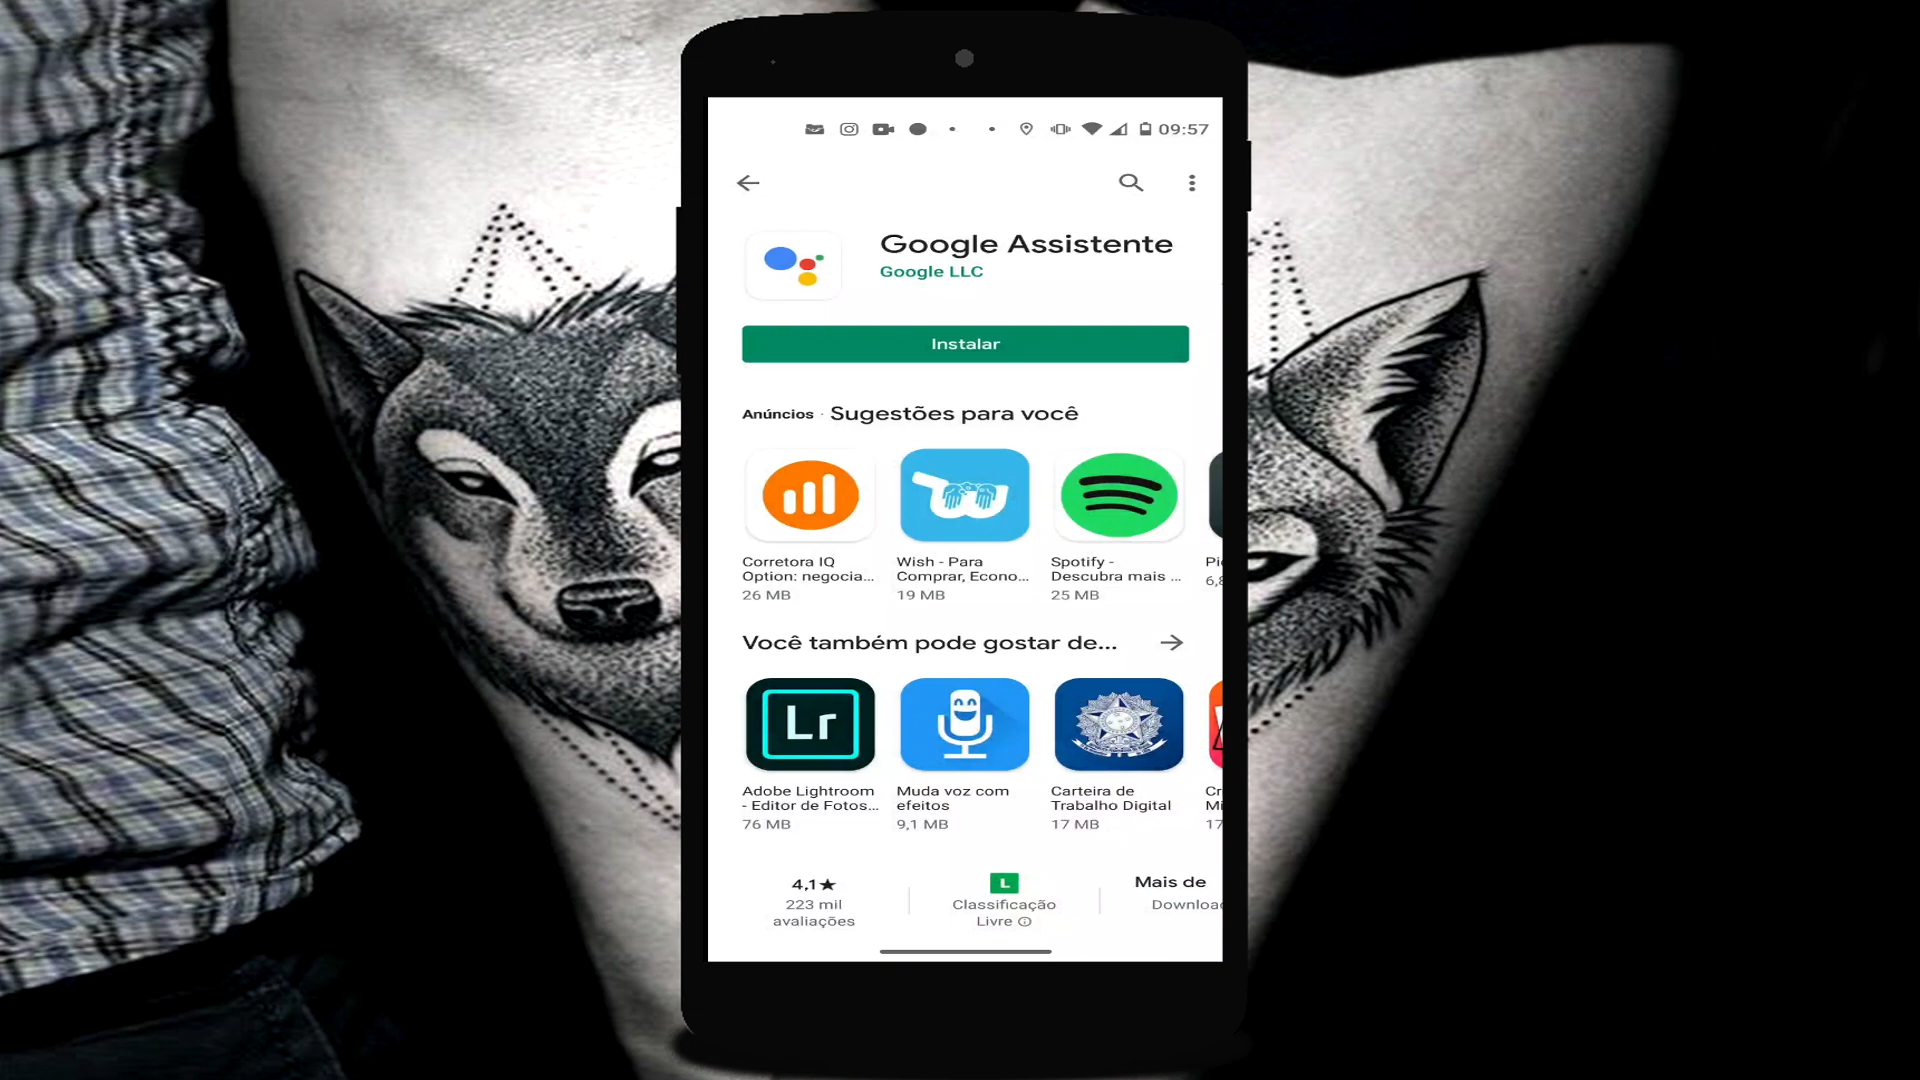 09:57
Google Assistente
Google LLC
Instalar
Anúncios · Sugestões para você
Corretora IQ
Option: negocia...
26 MB
Wish - Para
Comprar, Econo...
19 MB
Spotify -
Descubra mais ...
25 MB
Você também pode gostar de...
Lr
Adobe Lightroom
- Editor de Fotos...
76 MB
Muda voz com
efeitos
9,1 MB
Carteira de
Trabalho Digital
17 MB
17
4,1★
223 mil
avaliações
L
Classificação
Livre
Mais de